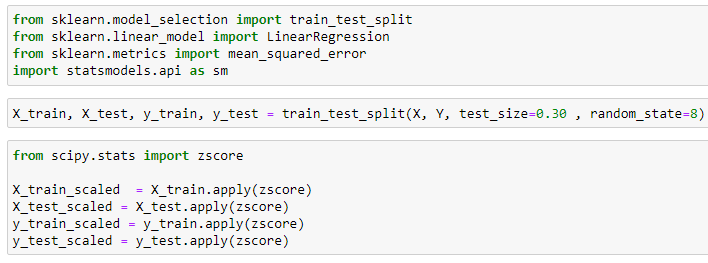 from sklearn.model_selection import train_test_split
from sklearn.linear_model import LinearRegression
from sklearn.metrics import mean_squared_error
import statsmodels.api as sm
X_train, X_test, y_train, y_test = train_test_split(X, Y, test_size=0.30 , random_state=8)
from scipy.stats import zscore
X_train_scaled  = X_train.apply(zscore)
X_test_scaled = X_test.apply(zscore)
y_train_scaled = y_train.apply(zscore)
y_test_scaled = y_test.apply(zscore)